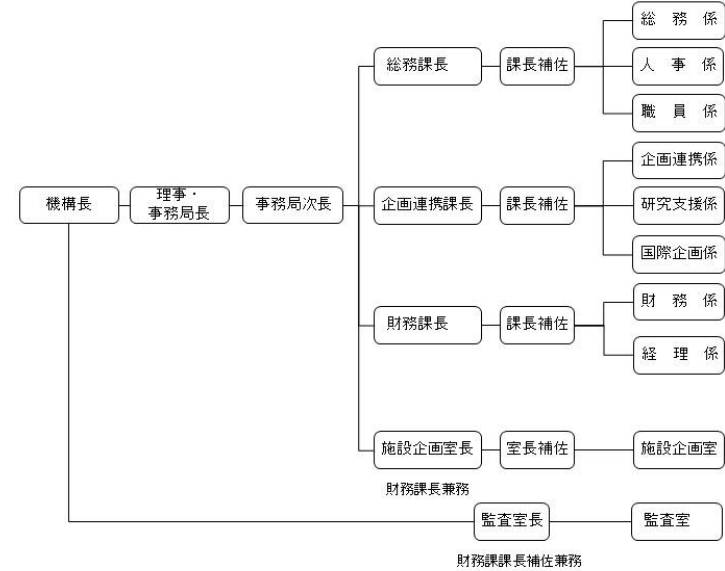 総　務　係
総務課長
課長補佐
人　事　係
職　員　係
企画連携係
機構長
理事・
事務局長
事務局次長
企画連携課長
課長補佐
研究支援係
国際企画係
財　務　係
財務課長
課長補佐
経　理　係
施設企画室長
室長補佐
施設企画室
財務課長兼務
監査室長
監査室
財務課課長補佐兼務